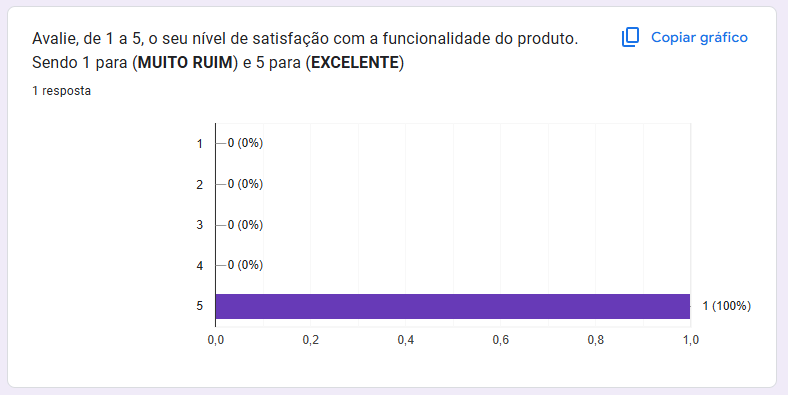 Avalie, de 1 a 5, o seu nível de satisfação com a funcionalidade do produto.
Sendo 1 para (MUITO RUIM) e 5 para (EXCELENTE)
Copiar gráfico
1 resposta
1 0 (0%)
2 0 (0%)
3 0 (0%)
4 0 (0%)
5 1 (100%)
0,0 0,2 0,4 0,6 0,8 1,0